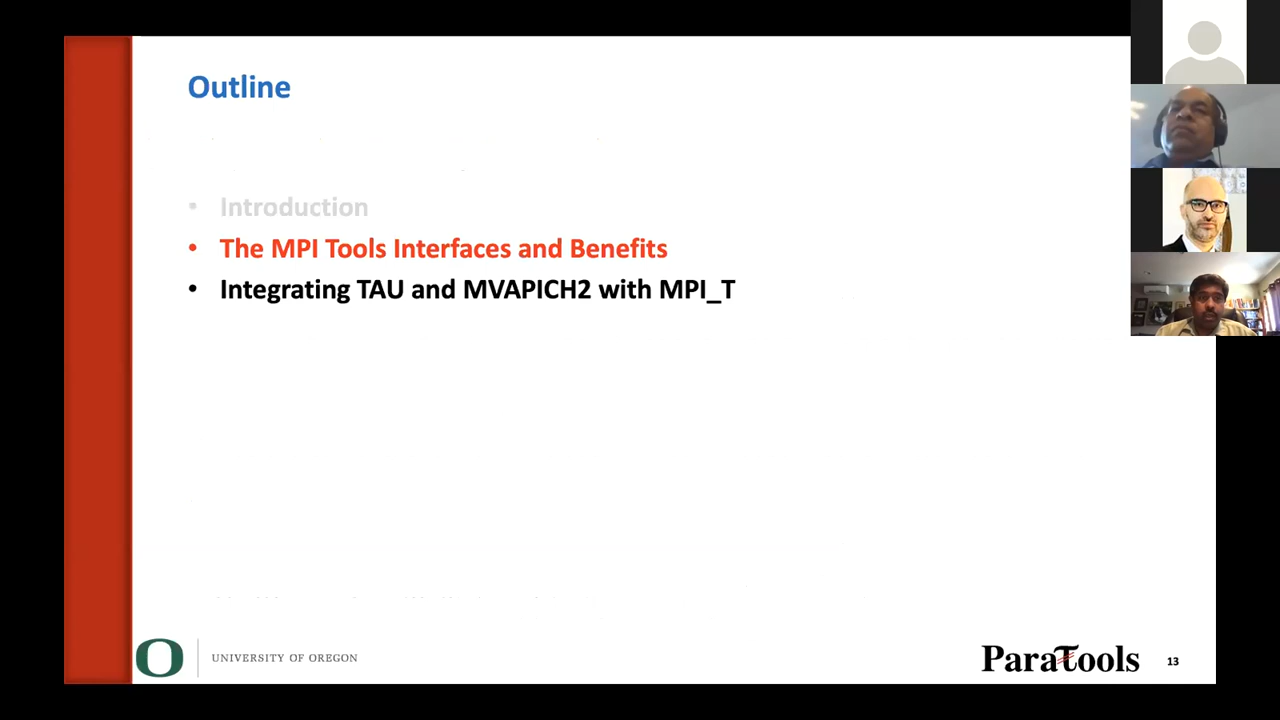 Outline
• Introduction
• The MPI Tools Interfaces and Benefits
• Integrating TAU and MVAPICH2 with MPI_T
O UNIVERSITY OF OREGON
ParaTools
13